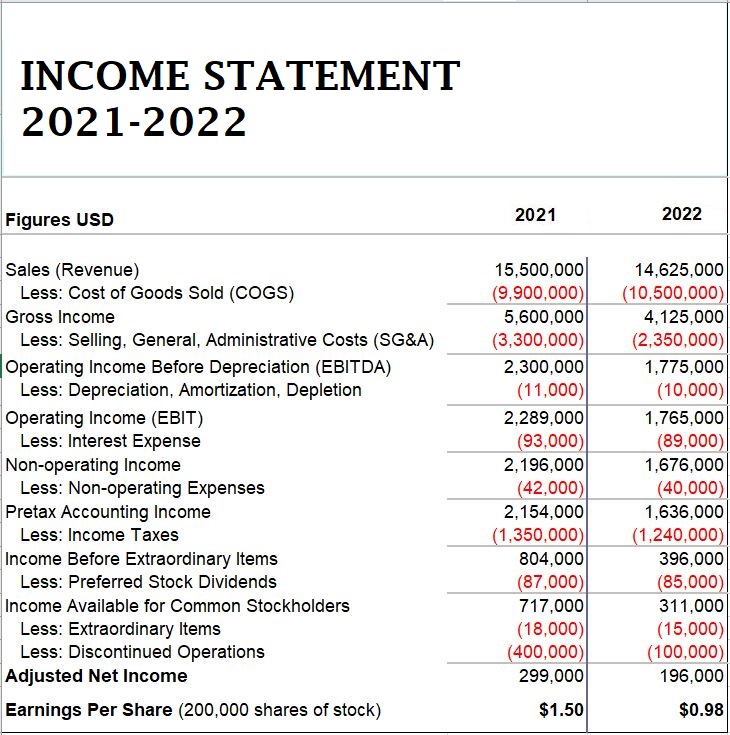 INCOME STATEMENT
2021-2022
Figures USD 2021 2022
Sales (Revenue) 15,500,000 14,625,000
Less: Cost of Goods Sold (COGS) (9,900,000) (10,500,000)
Gross Income 5,600,000 4,125,000
Less: Selling, General, Administrative Costs (SG&A) (3,300,000) (2,350,000)
Operating Income Before Depreciation (EBITDA) 2,300,000 1,775,000
Less: Depreciation, Amortization, Depletion (11,000) (10,000)
Operating Income (EBIT) 2,289,000 1,765,000
Less: Interest Expense (93,000) (89,000)
Non-operating Income 2,196,000 1,676,000
Less: Non-operating Expenses (42,000) (40,000)
Pretax Accounting Income 2,154,000 1,636,000
Less: Income Taxes (1,350,000) (1,240,000)
Income Before Extraordinary Items 804,000 396,000
Less: Preferred Stock Dividends (87,000) (85,000)
Income Available for Common Stockholders 717,000 311,000
Less: Extraordinary Items (18,000) (15,000)
Less: Discontinued Operations (400,000) (100,000)
Adjusted Net Income 299,000 196,000
Earnings Per Share (200,000 shares of stock) $1.50 $0.98